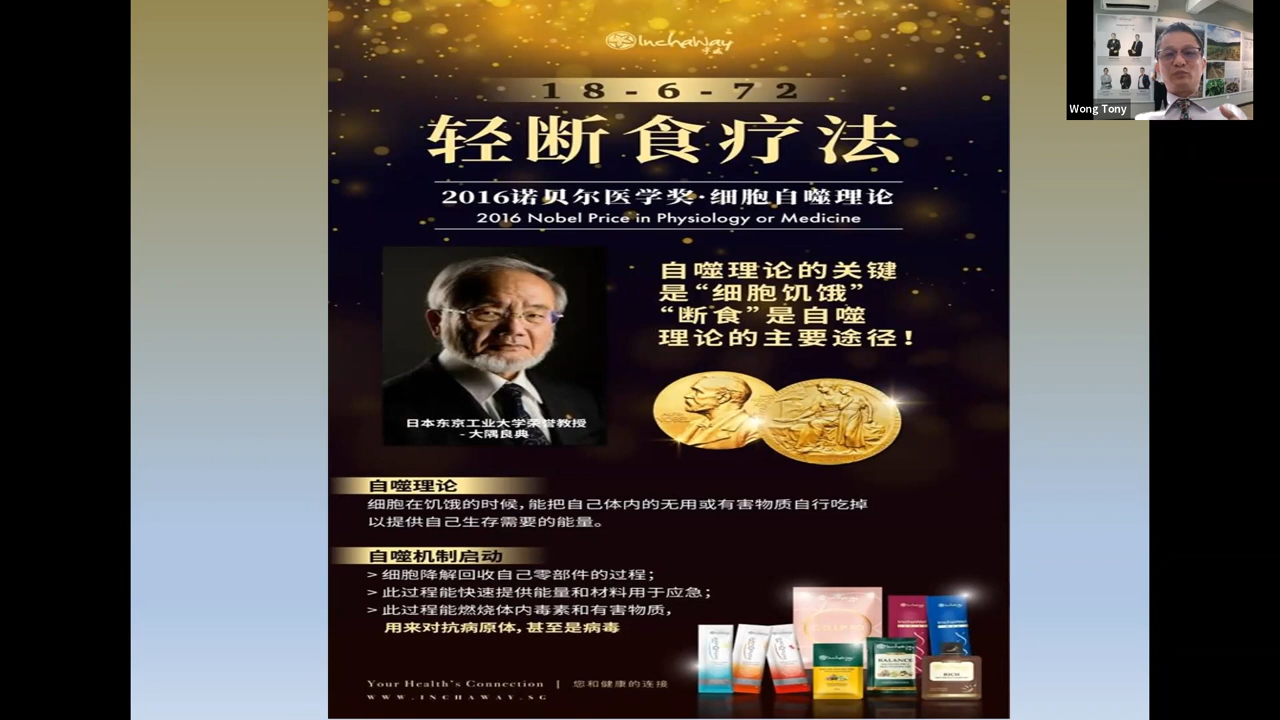 InchaWay
宇威
18-6-72
轻断食疗法
2016诺贝尔医学奖·细胞自噬理论
2016 Nobel Price in Physiology or Medicine
自噬理论的关键
是“细胞饥饿”
“断食”是自噬
理论的主要途径！
日本东京工业大学荣誉教授
- 大隅良典
自噬理论
细胞在饥饿的时候, 能把自己体内的无用或有害物质自行吃掉
以提供自己生存需要的能量。
自噬机制启动
> 细胞降解回收自己零部件的过程；
> 此过程能快速提供能量和材料用于应急；
> 此过程能燃烧体内毒素和有害物质，
用来对抗病原体, 甚至是病毒
InchaWay
BALANCE
RICH
Your Health's Connection | 您和健康的连接
WWW.INCHAWAY.SG
Wong Tony